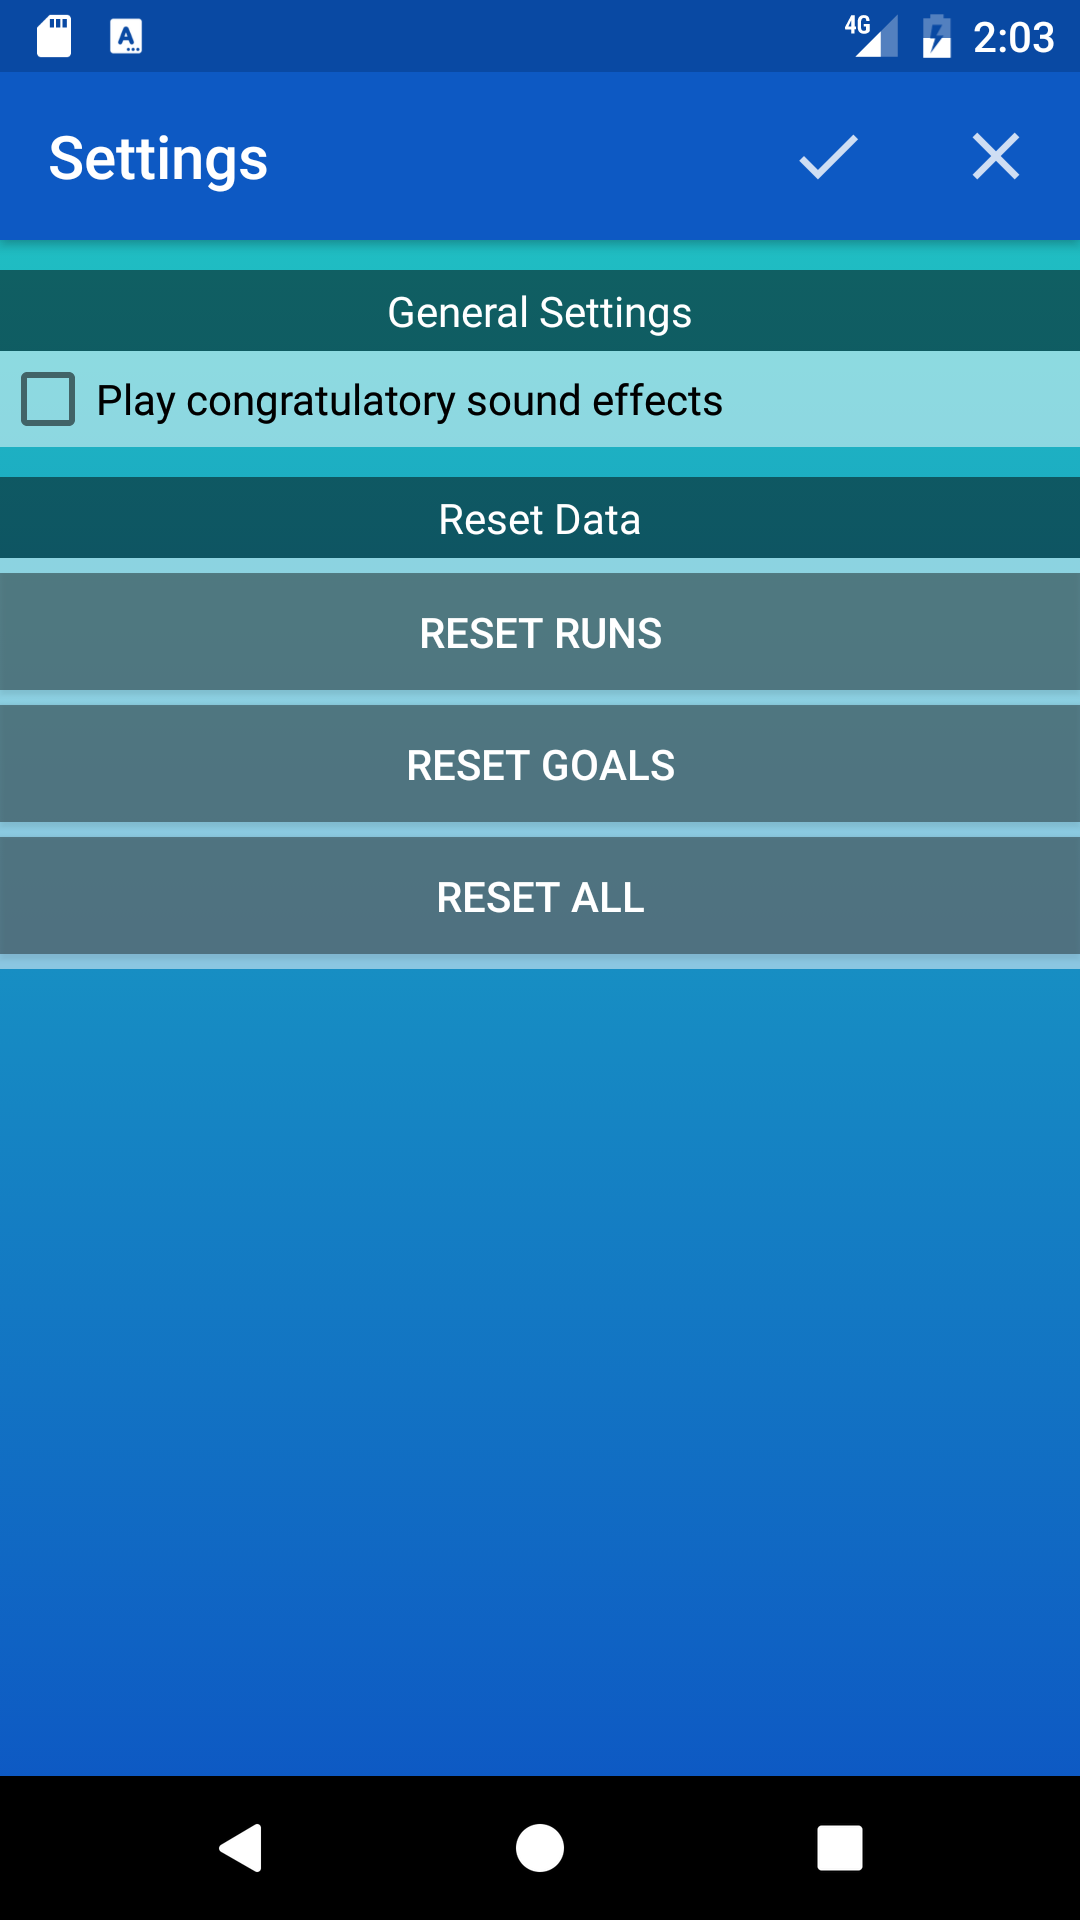 4G 2:03
Settings
General Settings
Play congratulatory sound effects
Reset Data
RESET RUNS
RESET GOALS
RESET ALL